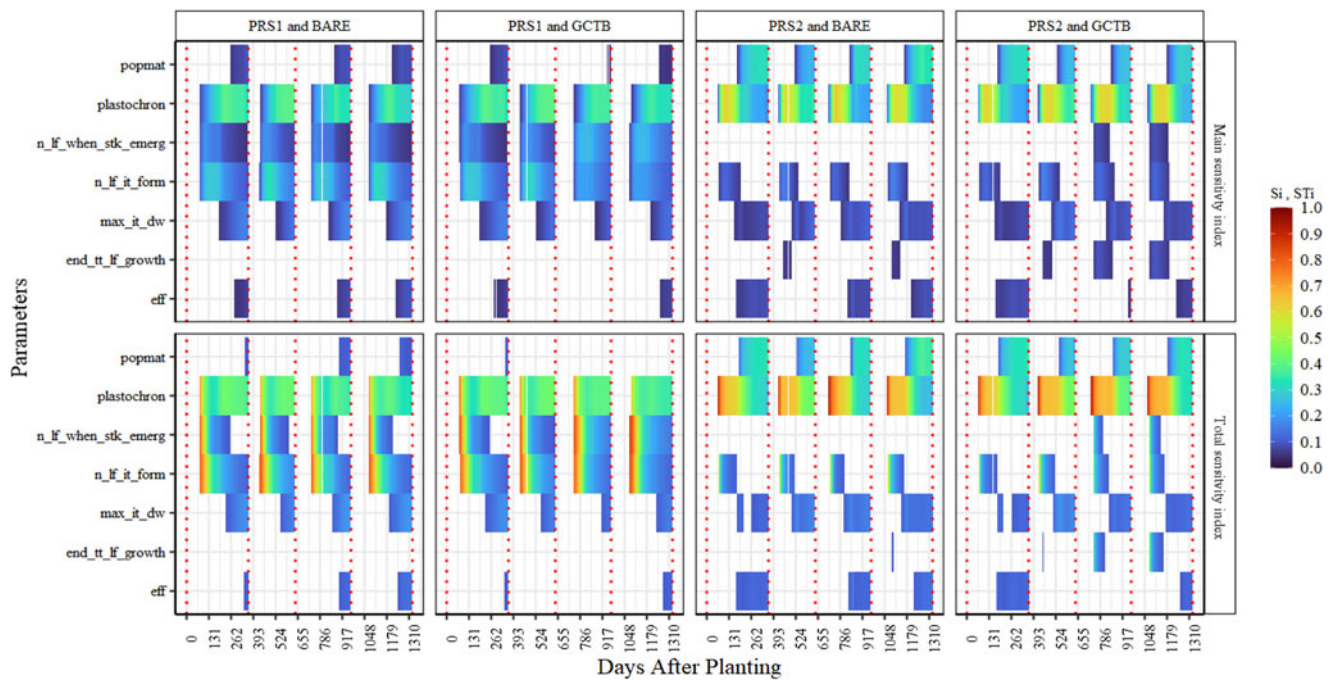 PRS1 and BARE
PRS1 and GCTB
PRS2 and BARE
PRS2 and GCTB
Parameters
popmat
plastochron
n_lf_when_stk_emerg
n_lf_it_form
max_it_dw
end_tt_lf_growth
eff
Main sensitivty index
popmat
plastochron
n_lf_when_stk_emerg
n_lf_it_form
max_it_dw
end_tt_lf_growth
eff
Total sensitvity index
0 131 262 393 524 655 786 917 1048 1179 1310
0 131 262 393 524 655 786 917 1048 1179 1310
0 131 262 393 524 655 786 917 1048 1179 1310
0 131 262 393 524 655 786 917 1048 1179 1310
Days After Planting
Si , STi
1.0
0.9
0.8
0.7
0.6
0.5
0.4
0.3
0.2
0.1
0.0